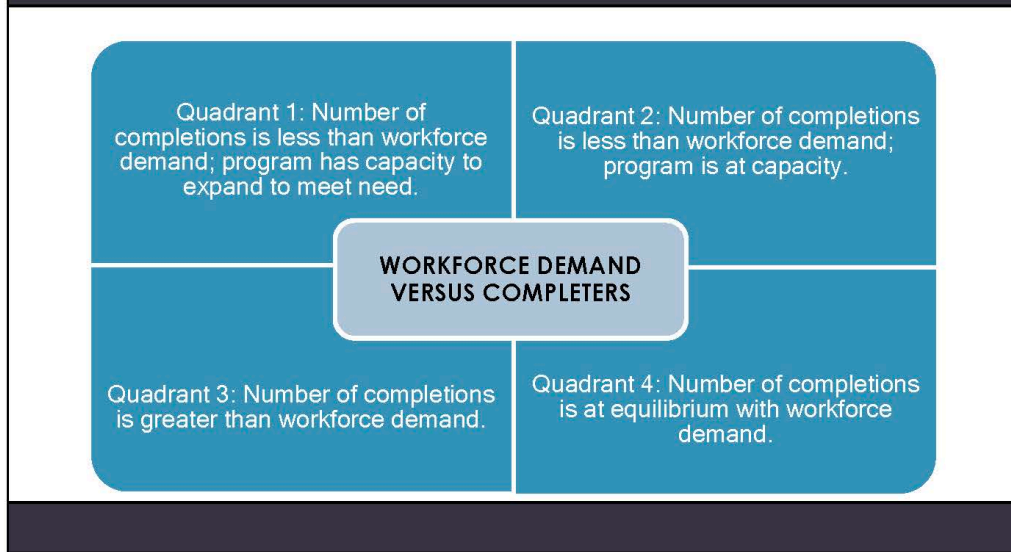 Quadrant 1: Number of
completions is less than workforce
demand; program has capacity to
expand to meet need.
Quadrant 2: Number of completions
is less than workforce demand;
program is at capacity.
WORKFORCE DEMAND
VERSUS COMPLETERS
Quadrant 3: Number of completions
is greater than workforce demand.
Quadrant 4: Number of completions
is at equilibrium with workforce
demand.